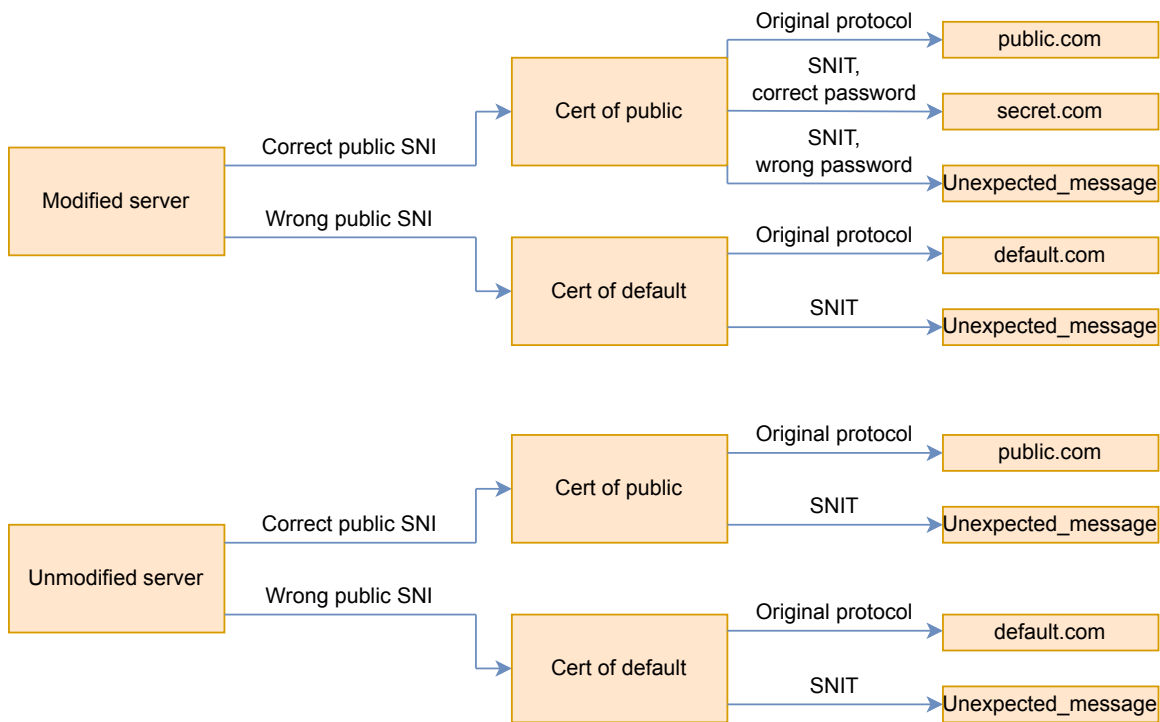 Original protocol
public.com
SNIT,
correct password
Cert of public
secret.com
SNIT,
wrong password
Correct public SNI
Unexpected_message
Modified server
Wrong public SNI
Original protocol
default.com
Cert of default
SNIT
Unexpected_message
Original protocol
public.com
Cert of public
SNIT
Correct public SNI
Unexpected_message
Unmodified server
Wrong public SNI
Original protocol
default.com
Cert of default
SNIT
Unexpected_message